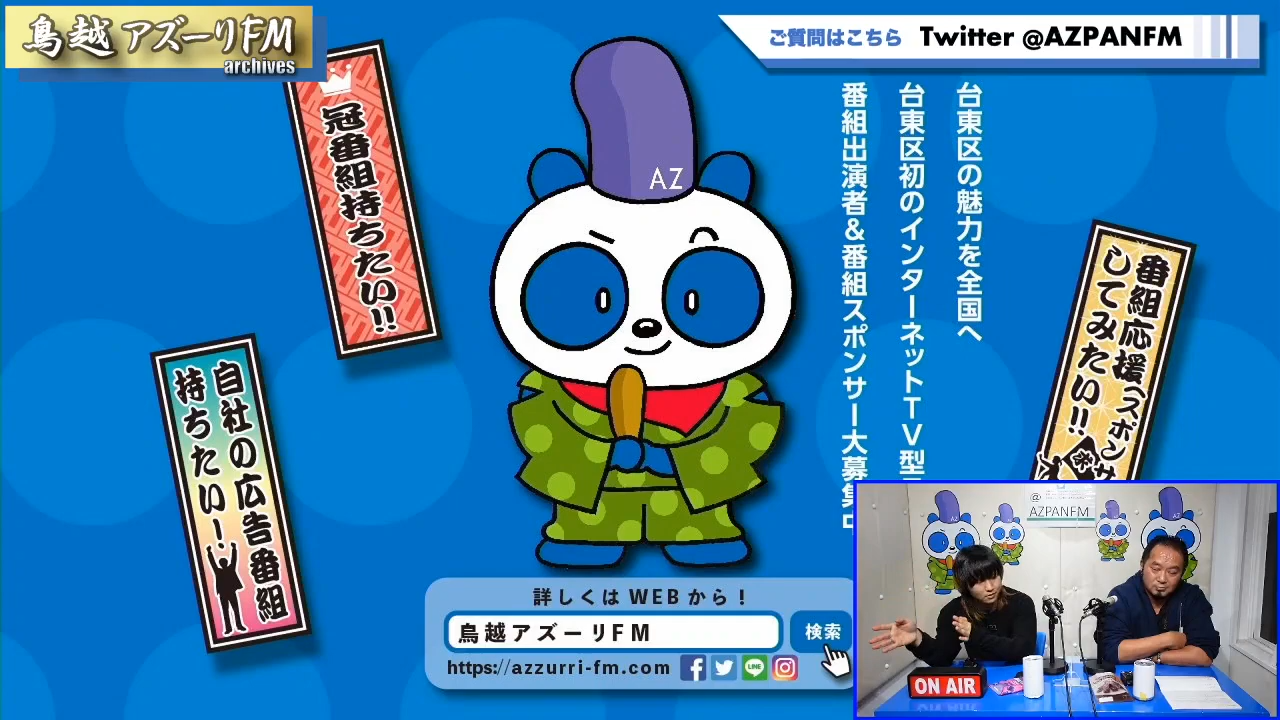 鳥越アズーリFM
archives
ご質問はこちら Twitter @AZPANFM
冠番組持ちたい!!
自社の広告番組
持ちたい!
AZ
台東区の魅力を全国へ
台東区初のインターネットTV型
番組出演者&番組スポンサー大募集中
番組応援へスポンサ
してみたい!!
詳しくはWEBから!
鳥越アズーリFM
検索
https://azzurri-fm.com
LINE
@
AZPANFM
AZ
AZ
ON AIR